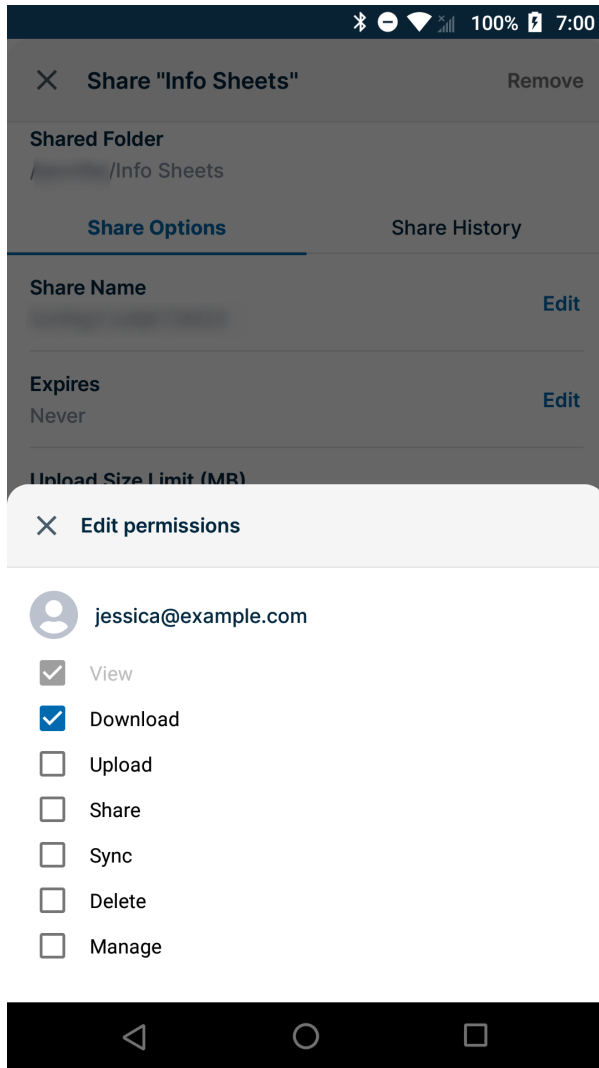 100% 7:00
Share "Info Sheets" Remove
Shared Folder
/Info Sheets
Share Options Share History
Share Name
Edit
Expires
Never
Edit
Upload Size Limit (MB)
Edit permissions
jessica@example.com
View
Download
Upload
Share
Sync
Delete
Manage